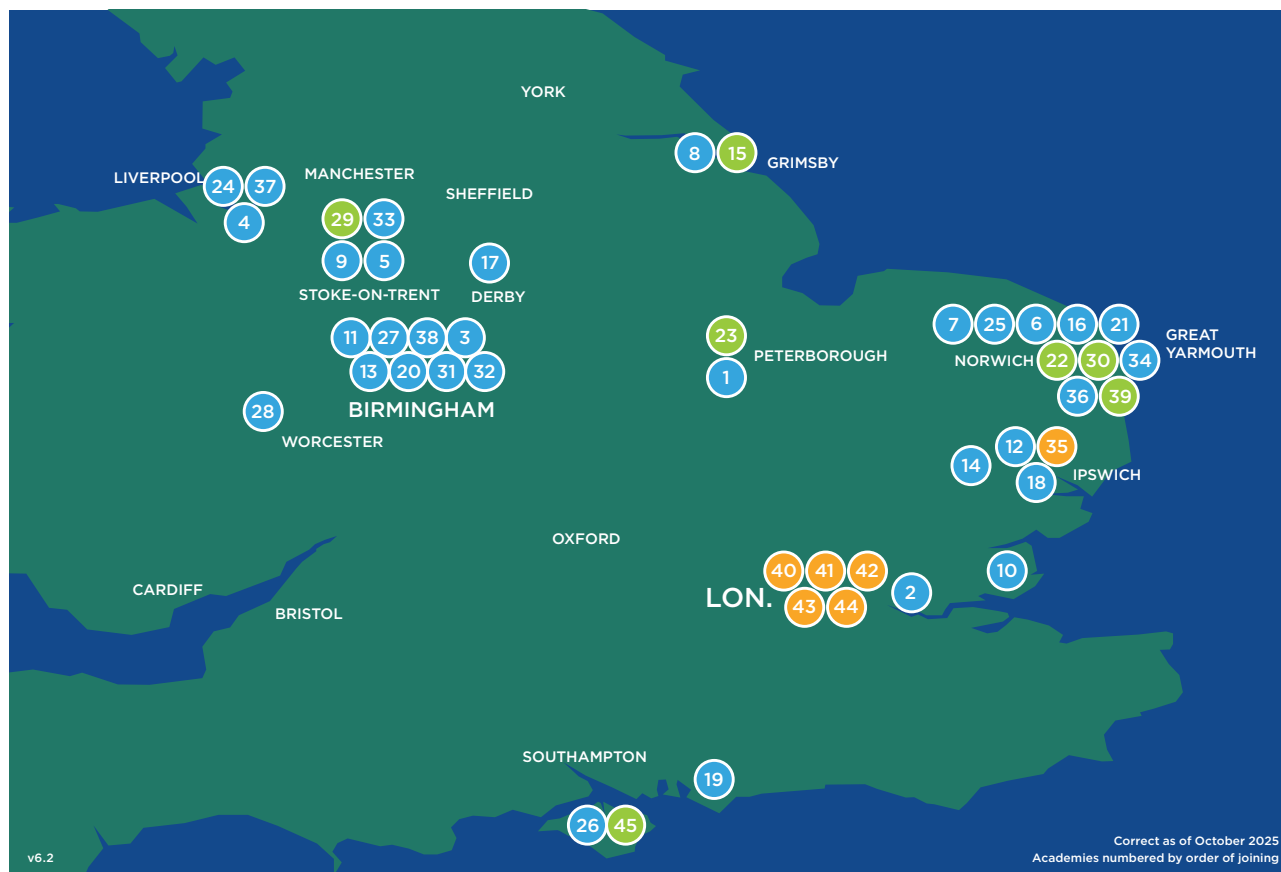 YORK
8 15
GRIMSBY
LIVERPOOL
24 37
4
MANCHESTER
29 33
9 5
STOKE-ON-TRENT
SHEFFIELD
17
DERBY
11 27 38 3
13 20 31 32
BIRMINGHAM
28
WORCESTER
23
PETERBOROUGH
1
7 25 6 16 21
GREAT
YARMOUTH
NORWICH
22 30 34
36 39
12 35
14
18
IPSWICH
OXFORD
CARDIFF
BRISTOL
LON.
40 41 42
43 44
2
10
SOUTHAMPTON
19
26 45
v6.2
Correct as of October 2025
Academies numbered by order of joining